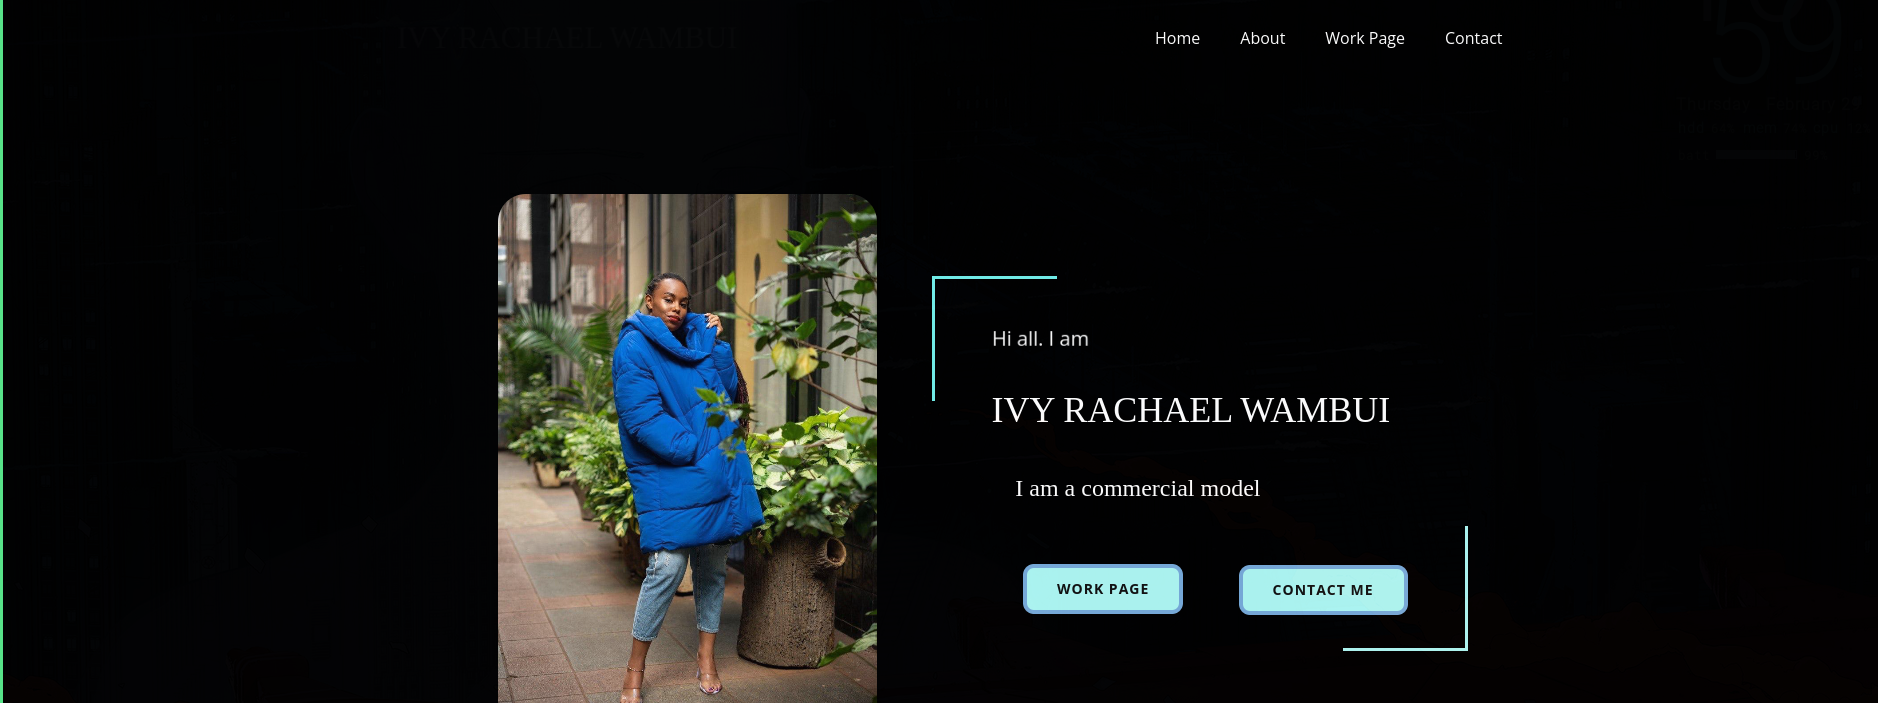 IVY RACHAEL WAMBUI
Home
About
Work Page
Contact
59
Hi all. I am
IVY RACHAEL WAMBUI
I am a commercial model
WORK PAGE
CONTACT ME